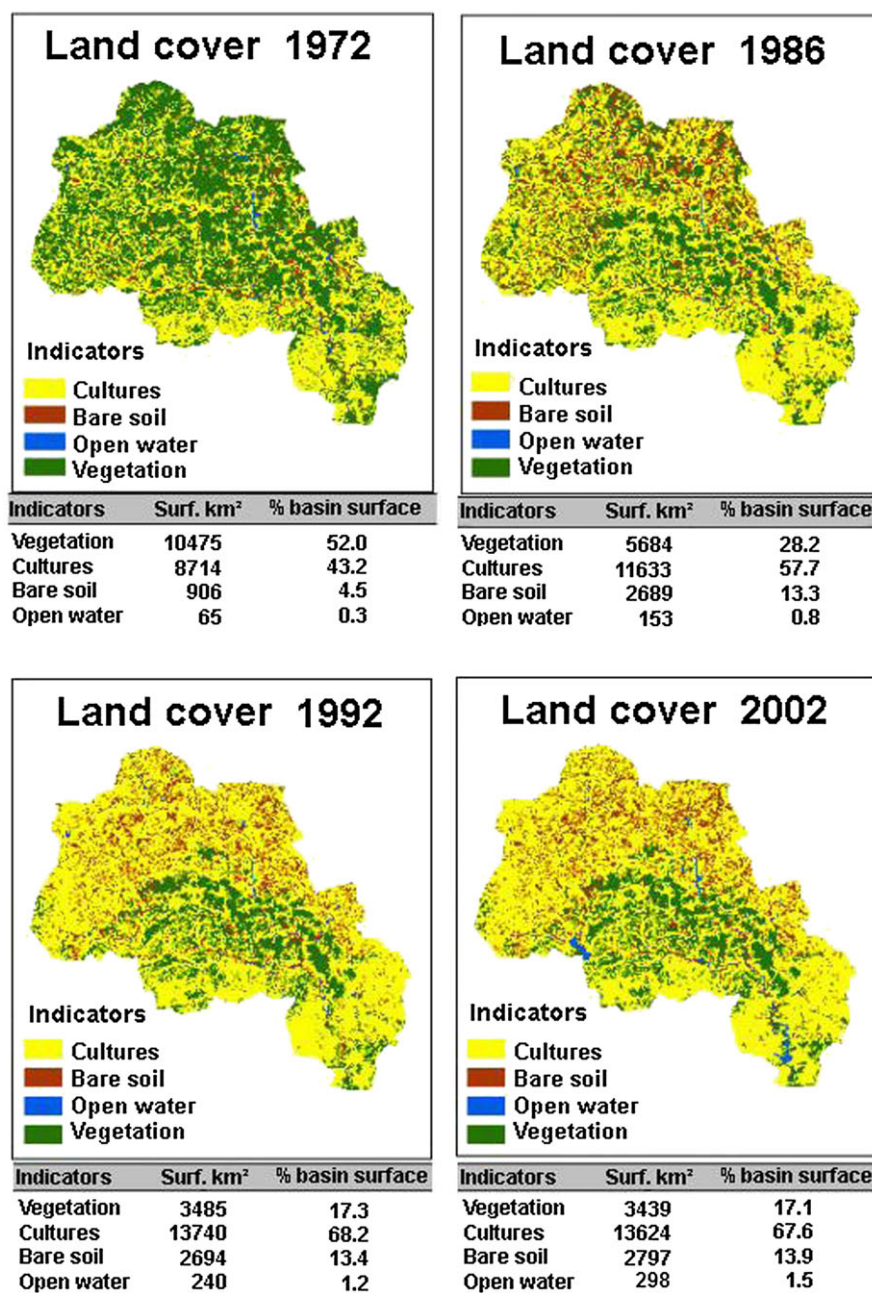 Land cover 1972
Indicators
Cultures
Bare soil
Open water
Vegetation
Indicators Surf. km² % basin surface
Vegetation 10475 52.0
Cultures 8714 43.2
Bare soil 906 4.5
Open water 65 0.3
Land cover 1986
Indicators
Cultures
Bare soil
Open water
Vegetation
Indicators Surf. km² % basin surface
Vegetation 5684 28.2
Cultures 11633 57.7
Bare soil 2689 13.3
Open water 153 0.8
Land cover 1992
Indicators
Cultures
Bare soil
Open water
Vegetation
Indicators Surf. km² % basin surface
Vegetation 3485 17.3
Cultures 13740 68.2
Bare soil 2694 13.4
Open water 240 1.2
Land cover 2002
Indicators
Cultures
Bare soil
Open water
Vegetation
Indicators Surf. km² % basin surface
Vegetation 3439 17.1
Cultures 13624 67.6
Bare soil 2797 13.9
Open water 298 1.5